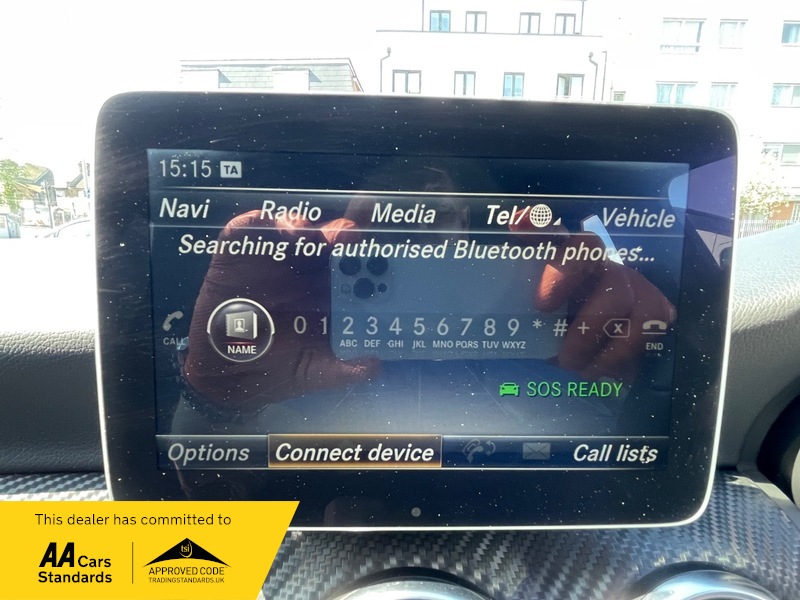 15:15 TA
Navi Radio Media Tel/ Vehicle
Searching for authorised Bluetooth phones...
0 1 2 3 4 5 6 7 8 9 * # +
CALL NAME ABC DEF GHI JKL MNO PQRS TUV WXYZ END
SOS READY
Options Connect device Call lists
This dealer has committed to
AA Cars
Standards
tsi
APPROVED CODE
TRADINGSTANDARDS.UK